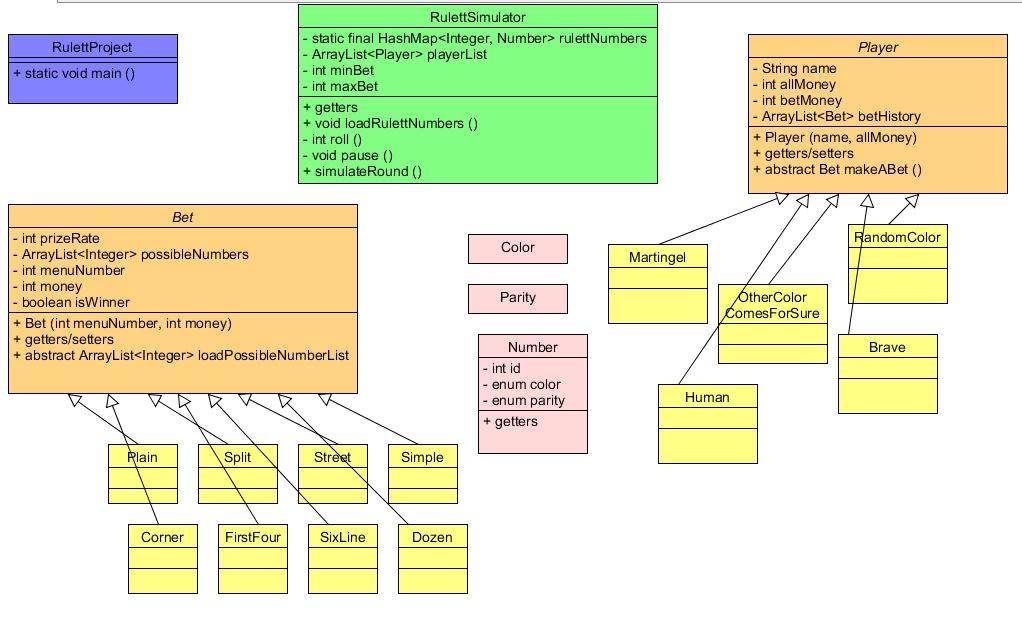 RulettProject
+ static void main ()
RulettSimulator
- static final HashMap<Integer, Number> rulettNumbers
- ArrayList<Player> playerList
- int minBet
- int maxBet
+ getters
+ void loadRulettNumbers ()
- int roll ()
- void pause ()
+ simulateRound ()
Player
- String name
- int allMoney
- int betMoney
- ArrayList<Bet> betHistory
+ Player (name, allMoney)
+ getters/setters
+ abstract Bet makeABet ()
Bet
- int prizeRate
- ArrayList<Integer> possibleNumbers
- int menuNumber
- int money
- boolean isWinner
+ Bet (int menuNumber, int money)
+ getters/setters
+ abstract ArrayList<Integer> loadPossibleNumberList
Color
Parity
Number
- int id
- enum color
- enum parity
+ getters
Martingel
RandomColor
OtherColor
ComesForSure
Brave
Human
Plain
Split
Street
Simple
Corner
FirstFour
SixLine
Dozen